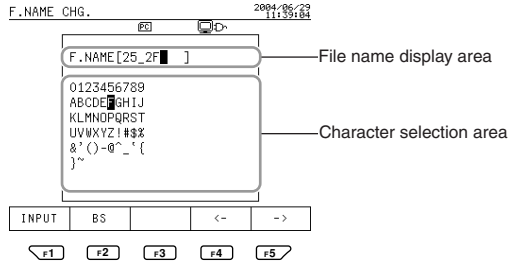 F.NAME CHG.
2004/06/29
11:39:04
PC
F.NAME[25_2F ]
File name display area
0123456789
ABCDEFGHIJ
KLMNOPQRST
UVWXYZ!#$%
&'()-@^_`{
}~
Character selection area
INPUT BS <- ->
F1 F2 F3 F4 F5